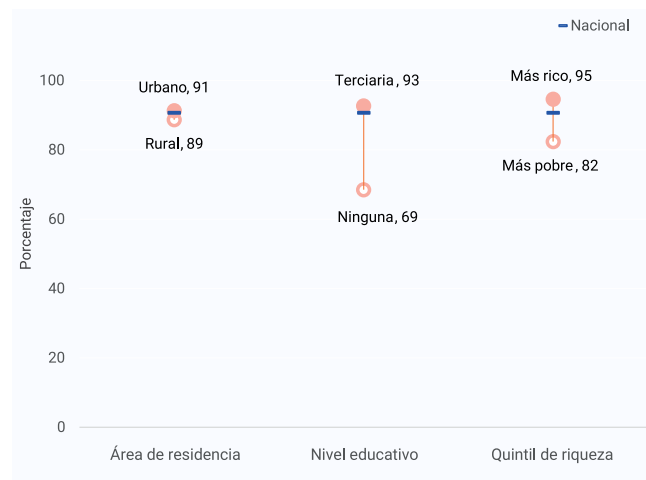 Nacional
100
80
60
40
20
0
Porcentaje
Urbano, 91
Rural, 89
Terciaria, 93
Ninguna, 69
Más rico, 95
Más pobre, 82
Área de residencia
Nivel educativo
Quintil de riqueza